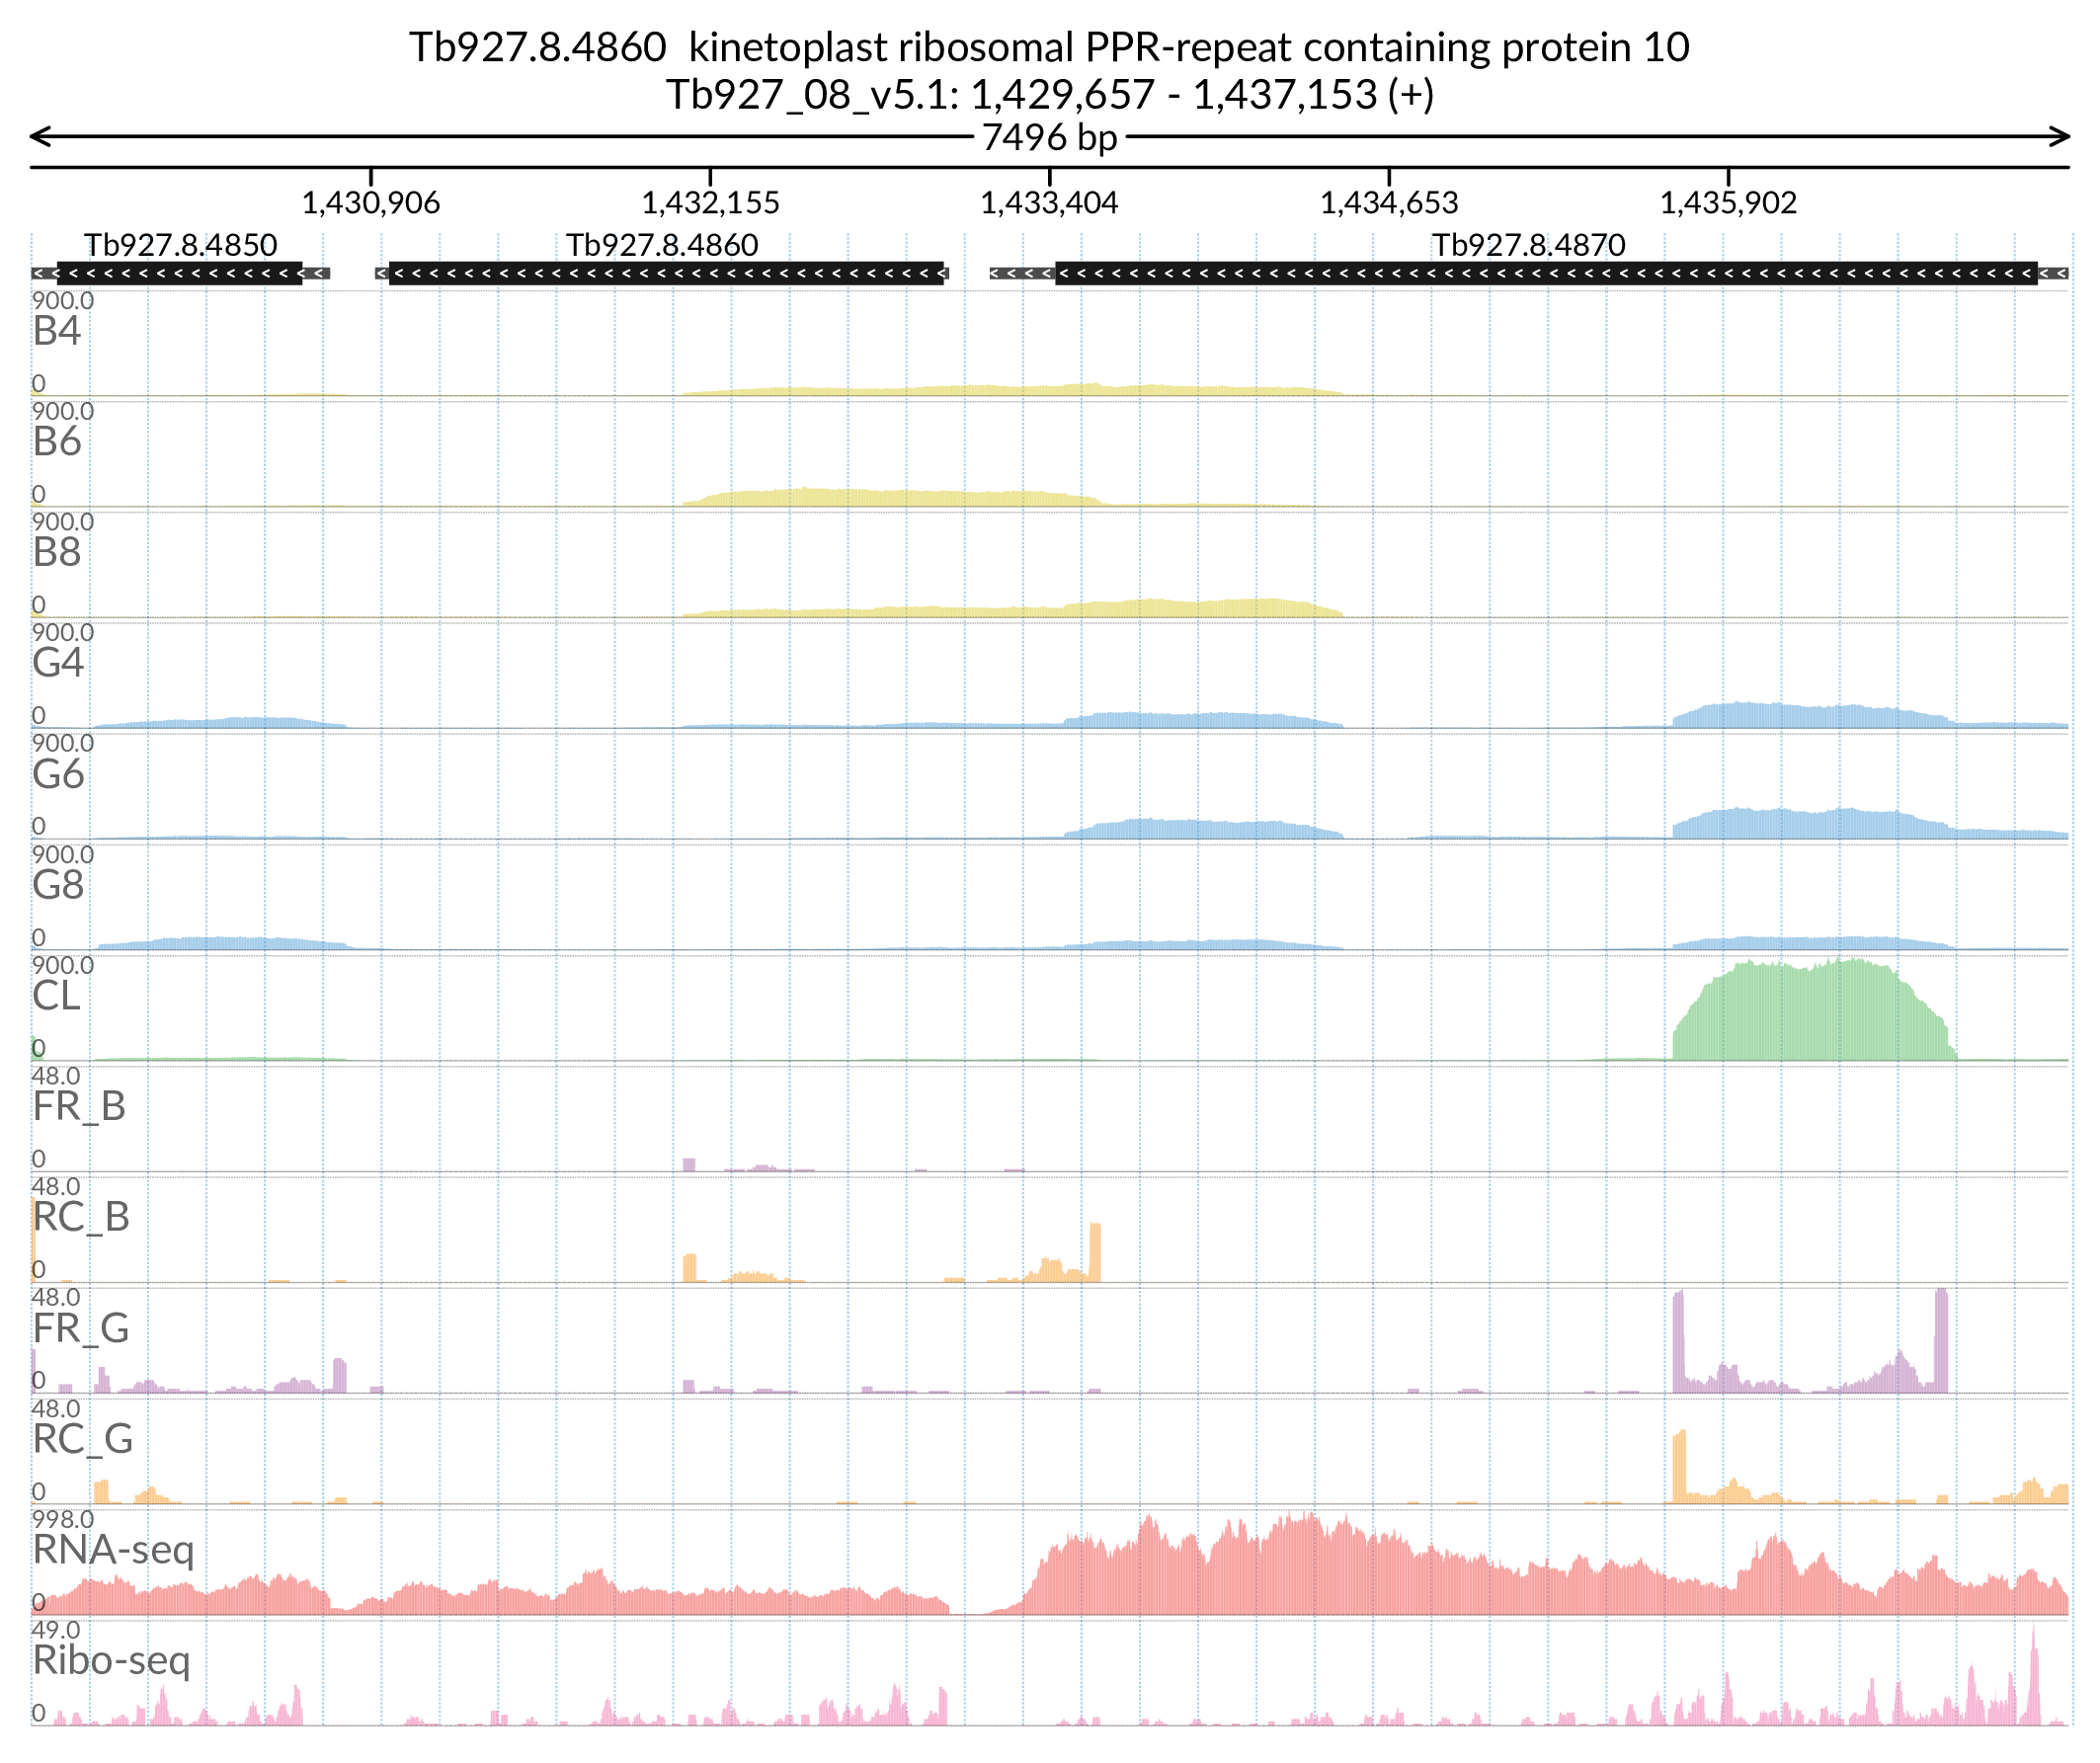 Tb927.8.4860 kinetoplast ribosomal PPR-repeat containing protein 10
Tb927_08_v5.1: 1,429,657 - 1,437,153 (+)
7496 bp
1,430,906 1,432,155 1,433,404 1,434,653 1,435,902
Tb927.8.4850 Tb927.8.4860 Tb927.8.4870
900.0
B4
0
900.0
B6
0
900.0
B8
0
900.0
G4
0
900.0
G6
0
900.0
G8
0
900.0
CL
0
48.0
FR_B
0
48.0
RC_B
0
48.0
FR_G
0
48.0
RC_G
0
998.0
RNA-seq
0
49.0
Ribo-seq
0